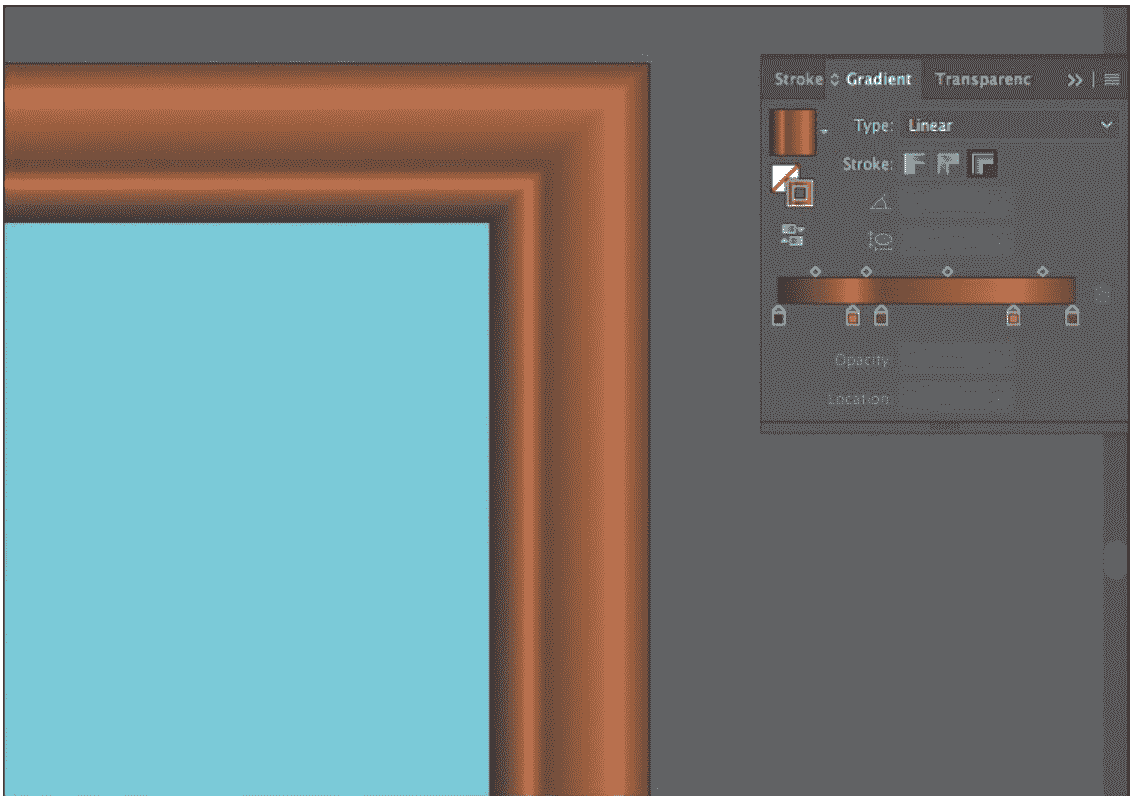 Stroke Gradient Transparenc
Type: Linear
Stroke:
Opacity
Location